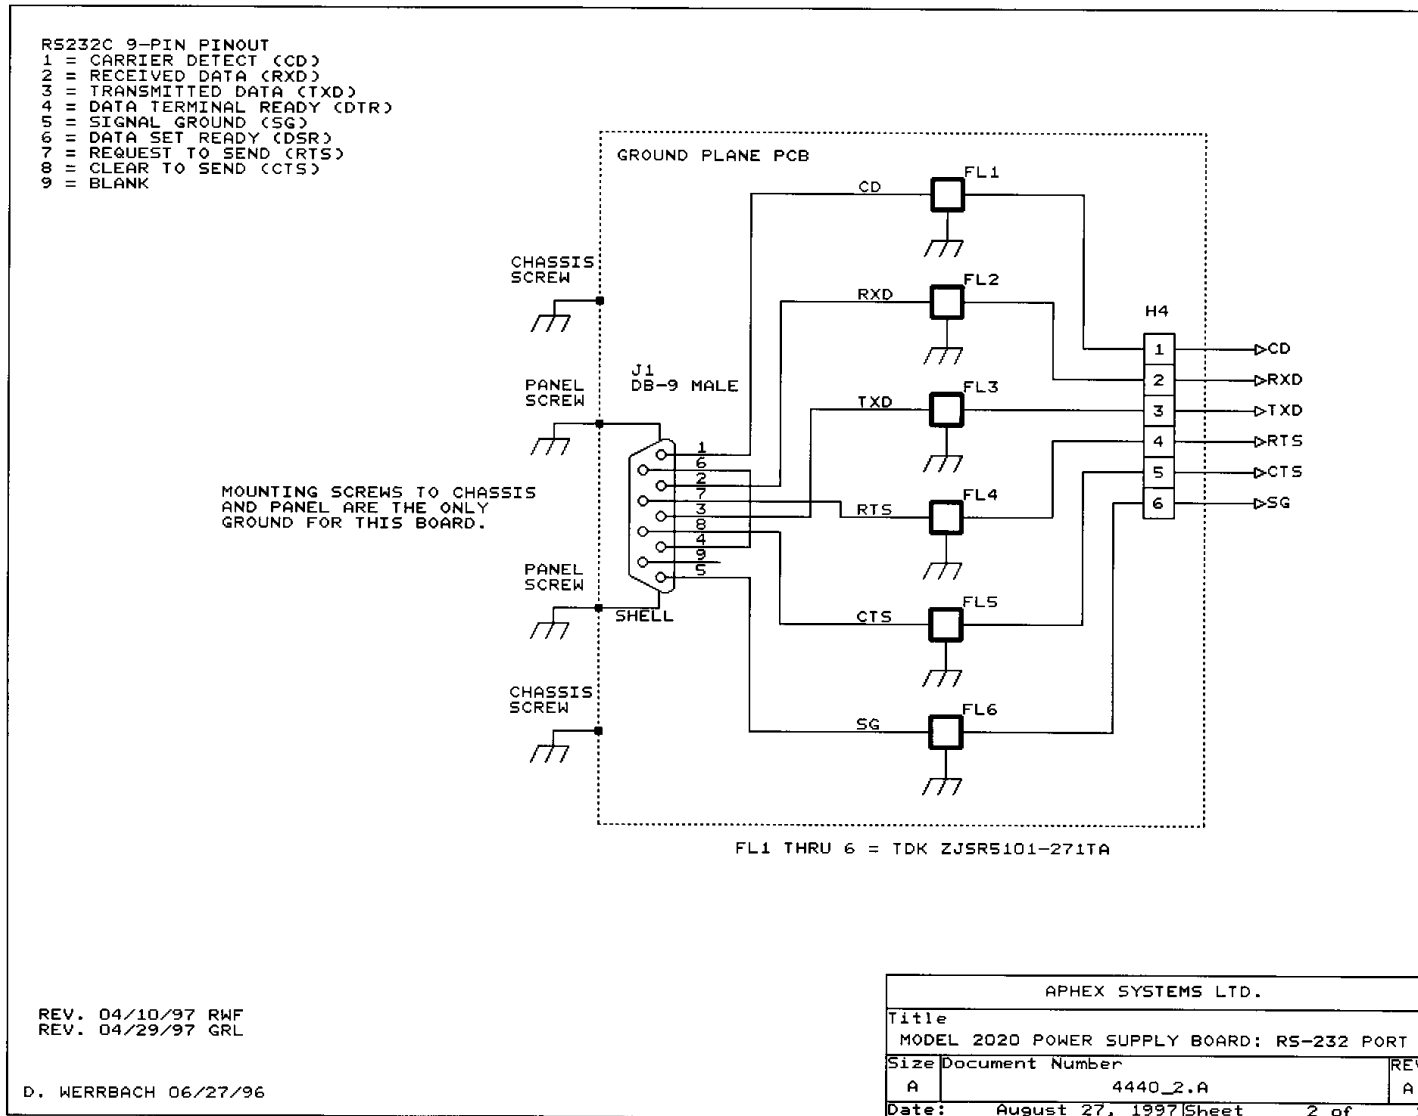 RS232C 9-PIN PINOUT
1 = CARRIER DETECT (CD)
2 = RECEIVED DATA (RXD)
3 = TRANSMITTED DATA (TXD)
4 = DATA TERMINAL READY (DTR)
5 = SIGNAL GROUND (SG)
6 = DATA SET READY (DSR)
7 = REQUEST TO SEND (RTS)
8 = CLEAR TO SEND (CTS)
9 = BLANK
GROUND PLANE PCB
CD
FL1
CHASSIS
SCREW
RXD
FL2
H4
1
CD
J1
DB-9 MALE
PANEL
SCREW
2
RXD
TXD
FL3
3
TXD
4
RTS
5
CTS
6
SG
1
6
2
7
3
8
4
9
5
MOUNTING SCREWS TO CHASSIS
AND PANEL ARE THE ONLY
GROUND FOR THIS BOARD.
RTS
FL4
PANEL
SCREW
SHELL
CTS
FL5
CHASSIS
SCREW
SG
FL6
FL1 THRU 6 = TDK ZJSR5101-271TA
REV. 04/10/97 RWF
REV. 04/29/97 GRL
D. WERRBACH 06/27/96
APHEX SYSTEMS LTD.
Title
MODEL 2020 POWER SUPPLY BOARD: RS-232 PORT
Size Document Number REV
A 4440_2.A A
Date: August 27, 1997 Sheet 2 of